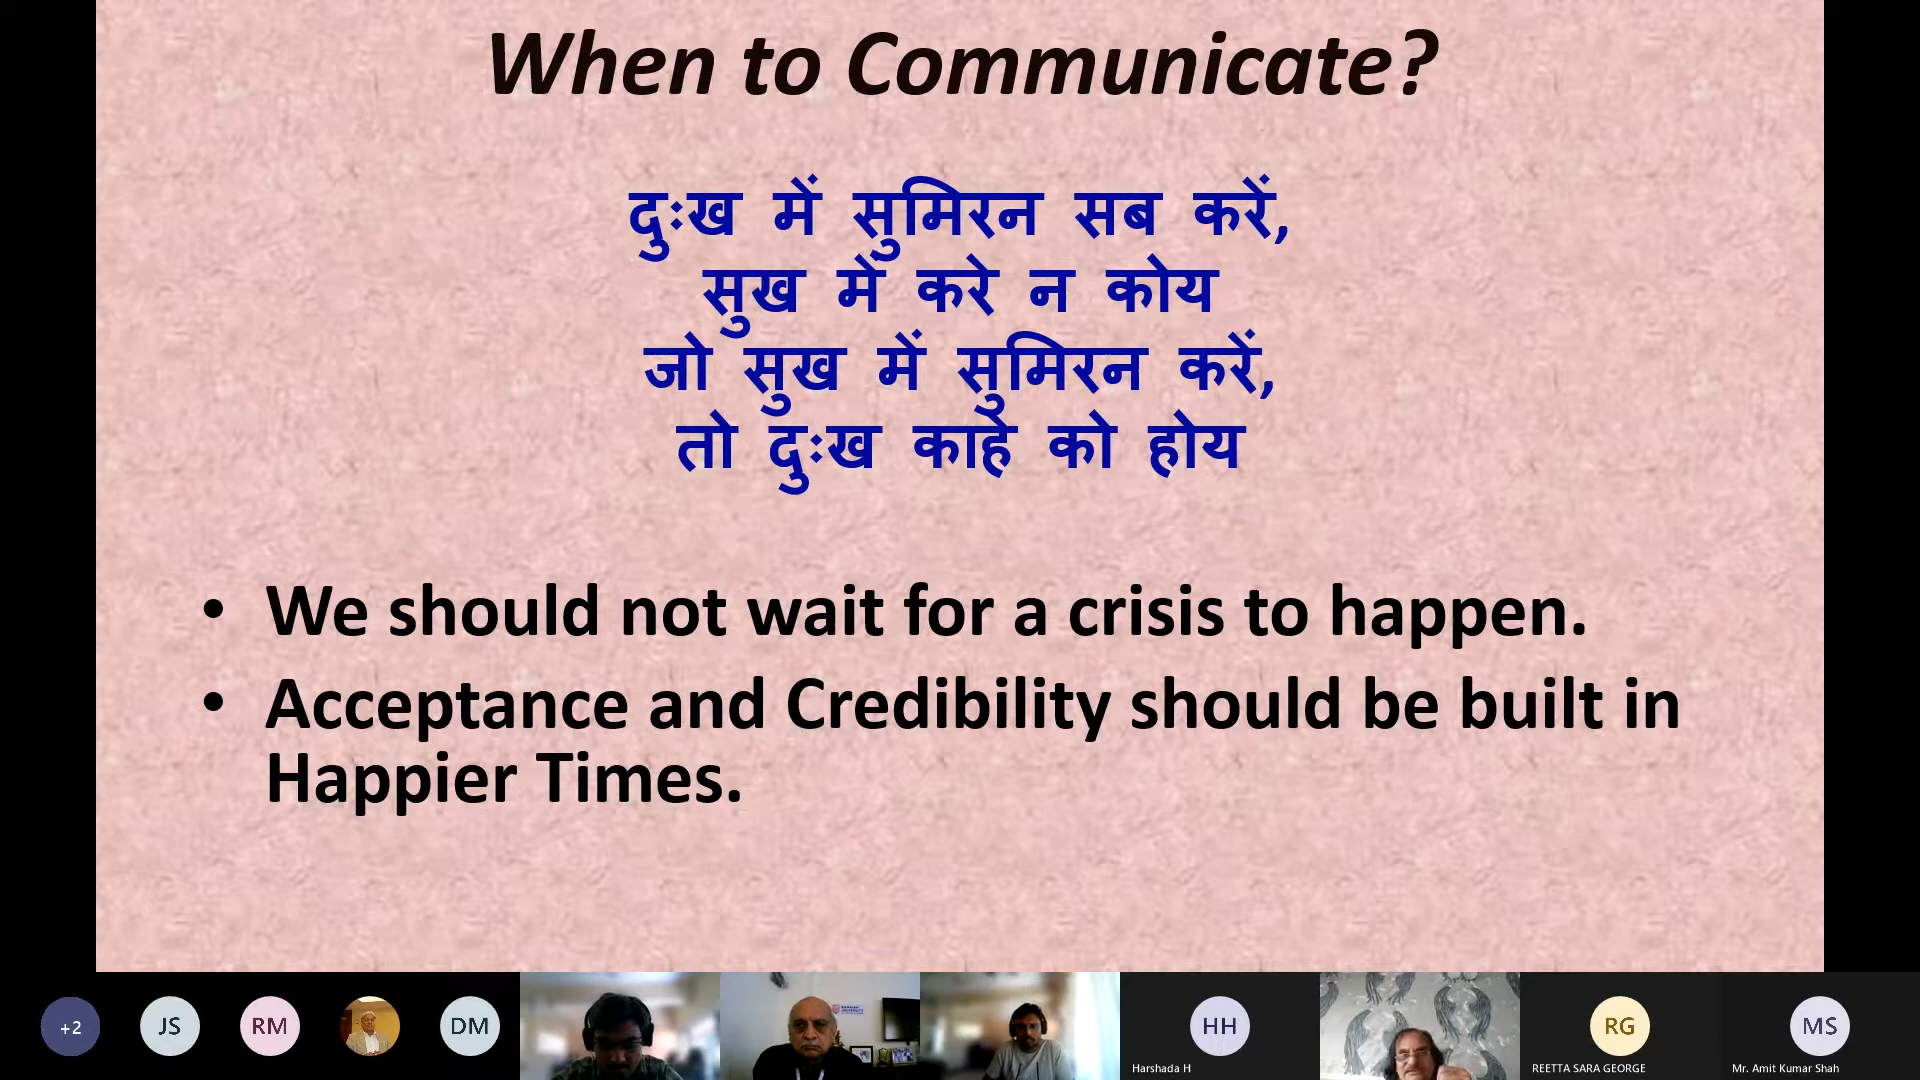 When to Communicate?
दुःख में सुमिरन सब करें,
सुख में करे न कोय
जो सुख में सुमिरन करें,
तो दुःख काहे को होय
• We should not wait for a crisis to happen.
• Acceptance and Credibility should be built in
Happier Times.
+2
JS
RM
DM
HH
RG
MS
Harshada H
REETTA SARA GEORGE
Mr. Amit Kumar Shah